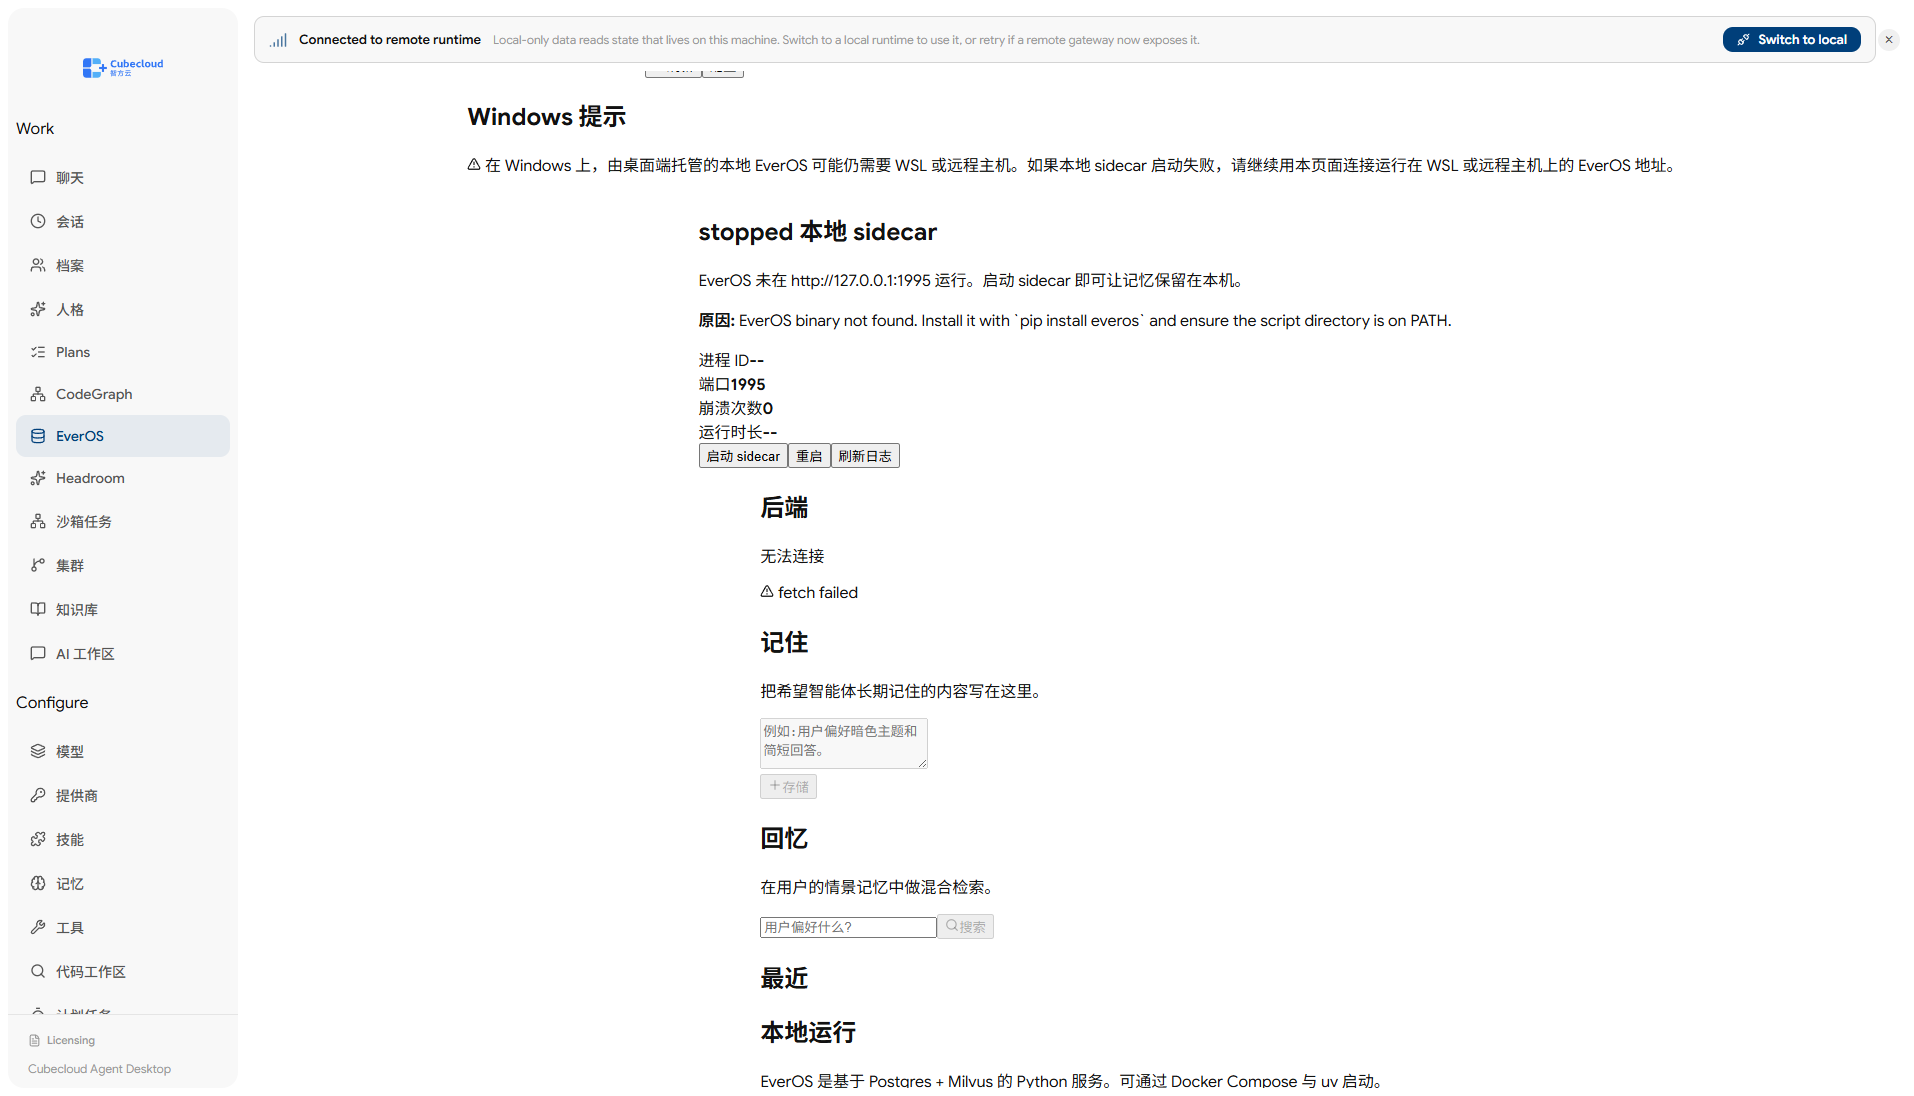 Cubecloud
智方云
Work
聊天
会话
档案
人格
Plans
CodeGraph
EverOS
Headroom
沙箱任务
集群
知识库
AI 工作区
Configure
模型
提供商
技能
记忆
工具
代码工作区
计划任务
Licensing
Cubecloud Agent Desktop
Connected to remote runtime Local-only data reads state that lives on this machine. Switch to a local runtime to use it, or retry if a remote gateway now exposes it. Switch to local
Windows 提示
在 Windows 上，由桌面端托管的本地 EverOS 可能仍需要 WSL 或远程主机。如果本地 sidecar 启动失败，请继续用本页面连接运行在 WSL 或远程主机上的 EverOS 地址。
stopped 本地 sidecar
EverOS 未在 http://127.0.0.1:1995 运行。启动 sidecar 即可让记忆保留在本机。
原因: EverOS binary not found. Install it with `pip install everos` and ensure the script directory is on PATH.
进程 ID--
端口1995
崩溃次数0
运行时长--
启动 sidecar 重启 刷新日志
后端
无法连接
fetch failed
记住
把希望智能体长期记住的内容写在这里。
例如:用户偏好暗色主题和
简短回答。
存储
回忆
在用户的情景记忆中做混合检索。
用户偏好什么? 搜索
最近
本地运行
EverOS 是基于 Postgres + Milvus 的 Python 服务。可通过 Docker Compose 与 uv 启动。